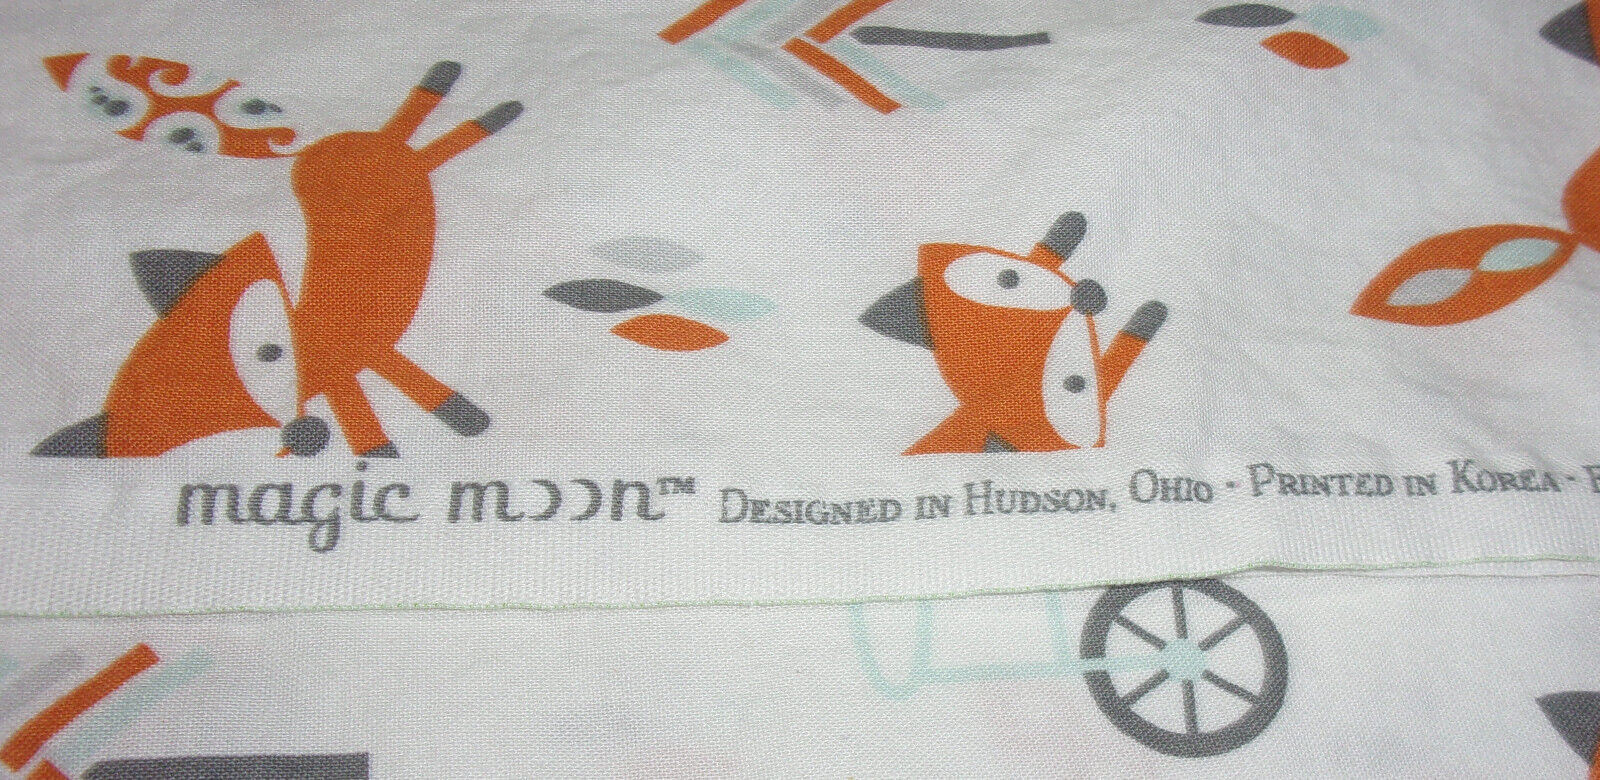 magic moon™ Designed in Hudson, Ohio · Printed in Korea ·